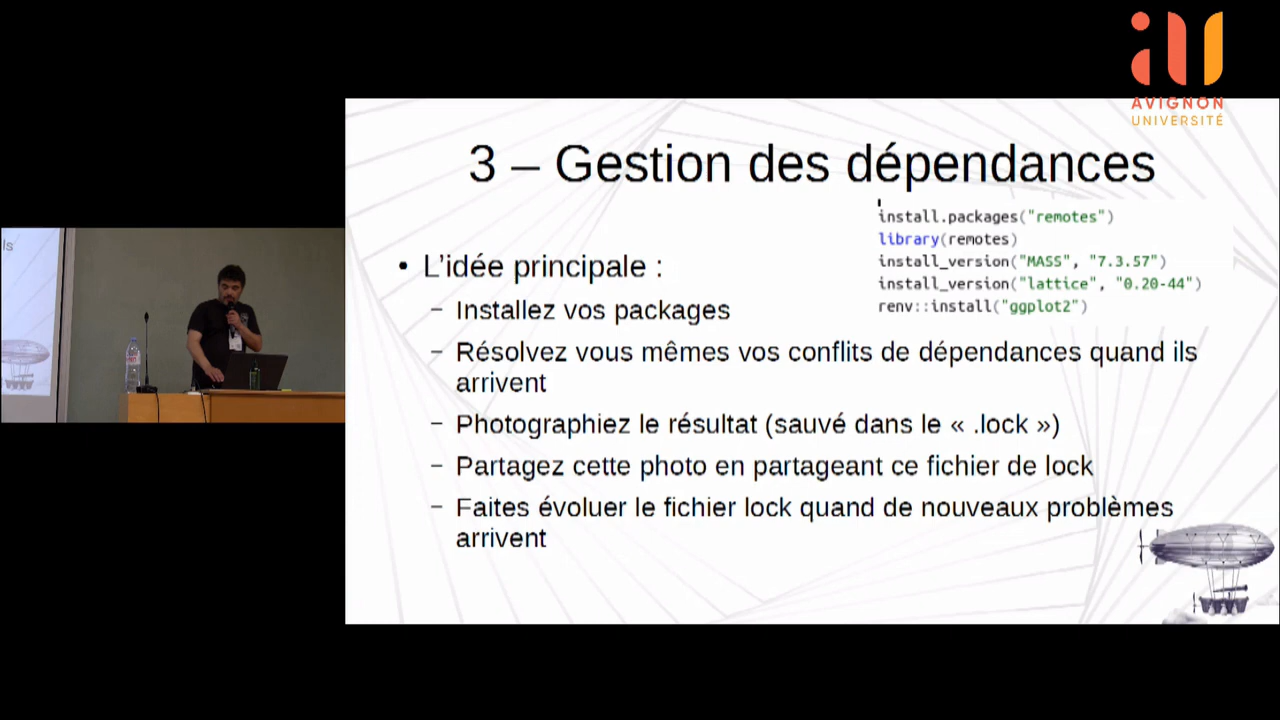 AVIGNON
UNIVERSITÉ
3 – Gestion des dépendances
install.packages("remotes")
library(remotes)
install_version("MASS", "7.3.57")
install_version("lattice", "0.20-44")
renv::install("ggplot2")
• L’idée principale :
– Installez vos packages
– Résolvez vous mêmes vos conflits de dépendances quand ils
arrivent
– Photographiez le résultat (sauvé dans le « .lock »)
– Partagez cette photo en partageant ce fichier de lock
– Faites évoluer le fichier lock quand de nouveaux problèmes
arrivent
ls